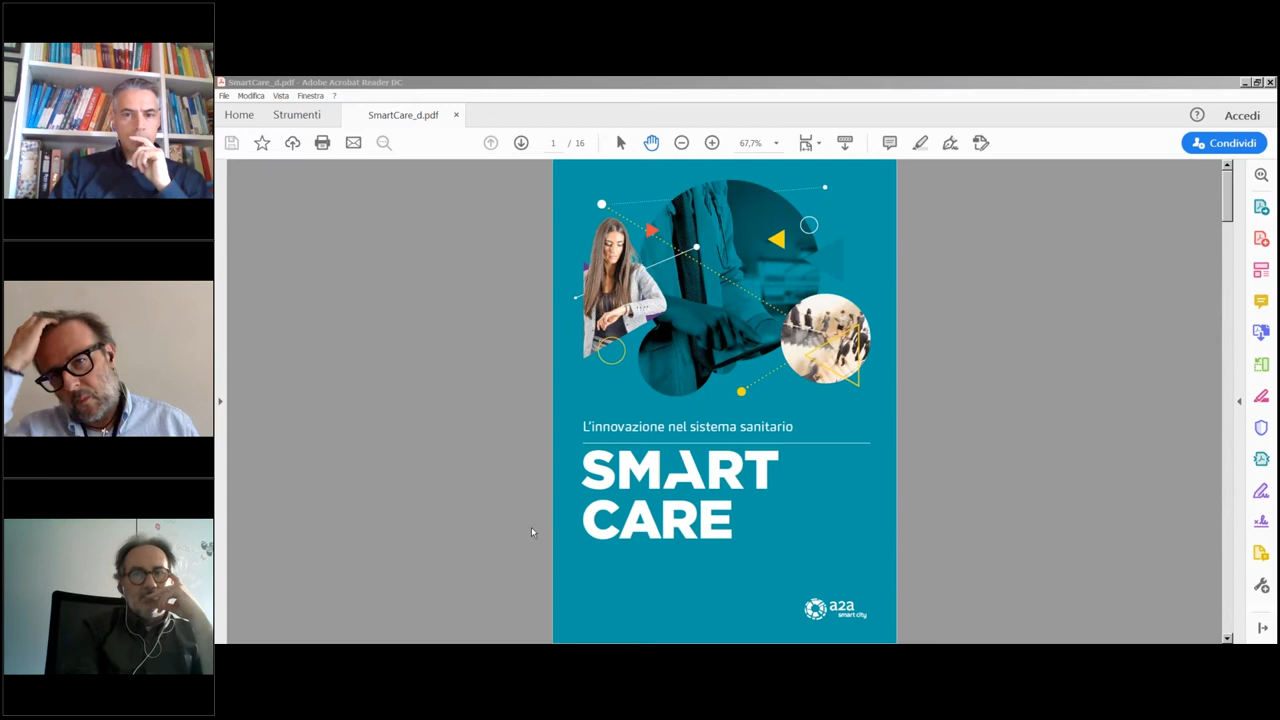 SmartCare_d.pdf - Adobe Acrobat Reader DC
File Modifica Vista Finestra ?
Home Strumenti SmartCare_d.pdf × Accedi
1 / 16 67,7% Condividi
L'innovazione nel sistema sanitario
SMART
CARE
a2a
smart city